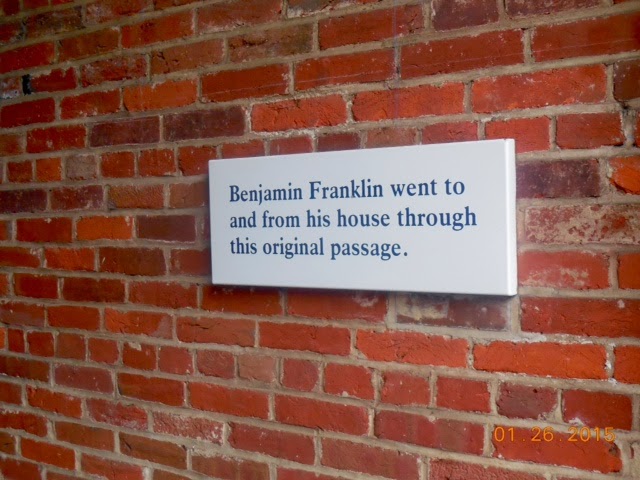 Benjamin Franklin went to
and from his house through
this original passage.
01 26 2015